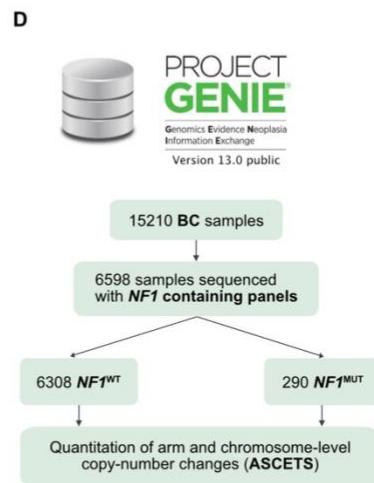 D
PROJECT
GENIE®
Genomics Evidence Neoplasia
Information Exchange
Version 13.0 public
15210 BC samples
6598 samples sequenced
with NF1 containing panels
6308 NF1ᵂᵀ
290 NF1ᴹᵁᵀ
Quantitation of arm and chromosome-level
copy-number changes (ASCETS)